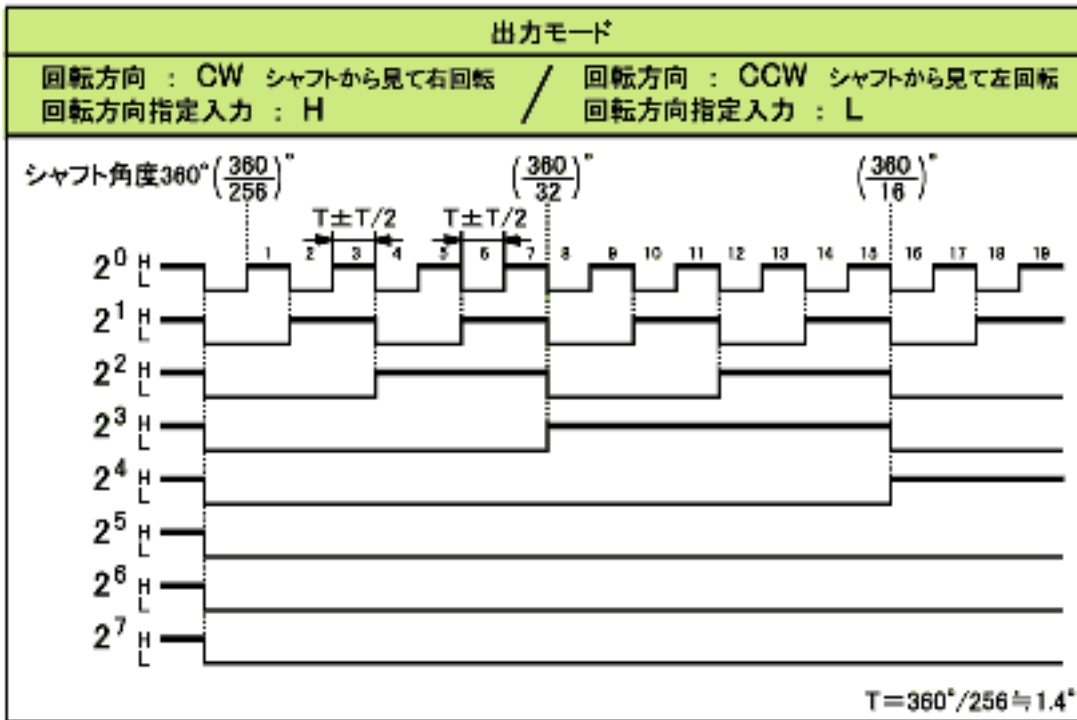 出力モード
回転方向 : CW シャフトから見て右回転 / 回転方向 : CCW シャフトから見て左回転
回転方向指定入力 : H 回転方向指定入力 : L
シャフト角度360°(360/256)° (360/32)° (360/16)°
T±T/2 T±T/2
1 2 3 4 5 6 7 8 9 10 11 12 13 14 15 16 17 18 19
2⁰ H L
2¹ H L
2² H L
2³ H L
2⁴ H L
2⁵ H L
2⁶ H L
2⁷ H L
T=360°/256≒1.4°